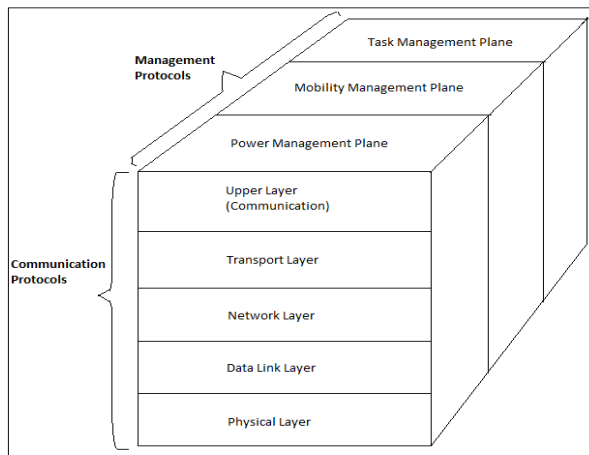 Task Management Plane
Management
Protocols
Mobility Management Plane
Power Management Plane
Upper Layer
(Communication)
Transport Layer
Communication
Protocols
Network Layer
Data Link Layer
Physical Layer